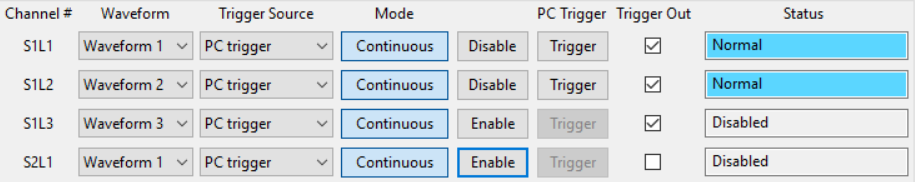 Channel # Waveform Trigger Source Mode PC Trigger Trigger Out Status
S1L1 Waveform 1 PC trigger Continuous Disable Trigger Normal
S1L2 Waveform 2 PC trigger Continuous Disable Trigger Normal
S1L3 Waveform 3 PC trigger Continuous Enable Trigger Disabled
S2L1 Waveform 1 PC trigger Continuous Enable Trigger Disabled